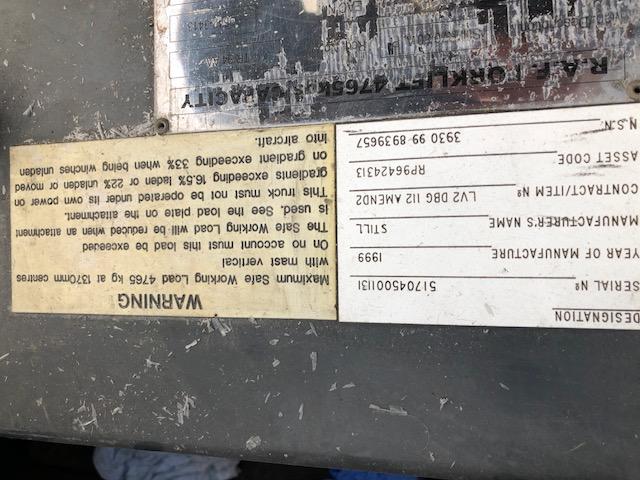 DESIGNATION
SERIAL Nº 517045001131
YEAR OF MANUFACTURE 1999
MANUFACTURER'S NAME STILL
CONTRACT/ITEM Nº LV2 DBG 112 AMEND2
ASSET CODE RP96424313
N.S.N. 3930 99 8939657
WARNING
Maximum Safe Working Load 4765 kg at 1370mm centres
with mast vertical
On no account must this load be exceeded
The Safe Working Load will be reduced when an attachment
is used. See the load plate on the attachment.
This truck must not be operated under its own power on
gradients exceeding 16.5% laden or 22% unladen or moved
on gradient exceeding 33% when being winches unladen
into aircraft.
R.A.F. FORKLIFT 4765kgs CAPACITY